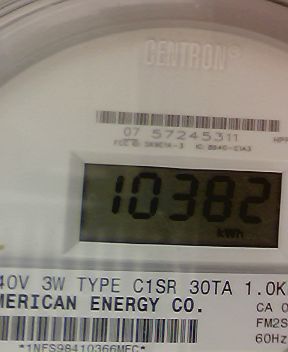 CENTRON®
07 57245311
10382
kWh
40V 3W TYPE C1SR 30TA 1.0K
MERICAN ENERGY CO.
CA 0
FM2S
60Hz
*1NFS98410366MFC*